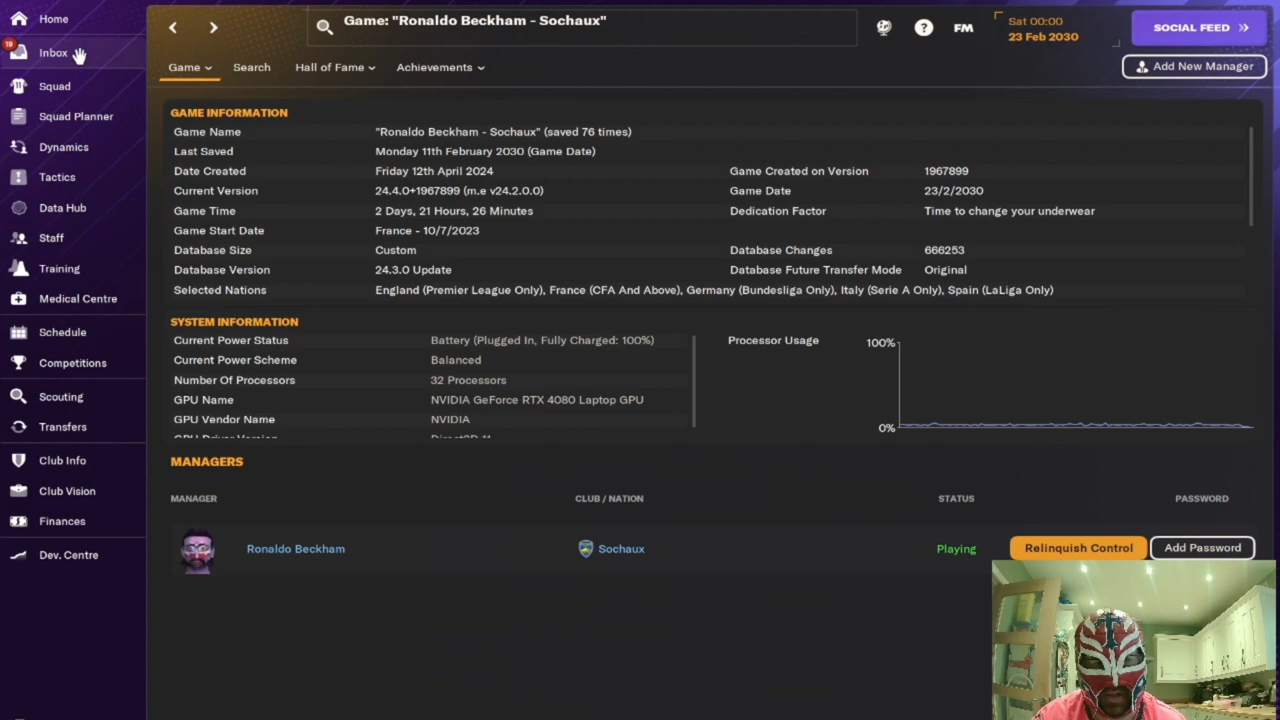 Home
Game: "Ronaldo Beckham - Sochaux"
?
FM
Sat 00:00
23 Feb 2030
SOCIAL FEED
19
Inbox
Game
Search
Hall of Fame
Achievements
Add New Manager
Squad
Squad Planner
Dynamics
Tactics
Data Hub
Staff
Training
Medical Centre
Schedule
Competitions
Scouting
Transfers
Club Info
Club Vision
Finances
Dev. Centre
GAME INFORMATION
Game Name "Ronaldo Beckham - Sochaux" (saved 76 times)
Last Saved Monday 11th February 2030 (Game Date)
Date Created Friday 12th April 2024 Game Created on Version 1967899
Current Version 24.4.0+1967899 (m.e v24.2.0.0) Game Date 23/2/2030
Game Time 2 Days, 21 Hours, 26 Minutes Dedication Factor Time to change your underwear
Game Start Date France - 10/7/2023
Database Size Custom Database Changes 666253
Database Version 24.3.0 Update Database Future Transfer Mode Original
Selected Nations England (Premier League Only), France (CFA And Above), Germany (Bundesliga Only), Italy (Serie A Only), Spain (LaLiga Only)
SYSTEM INFORMATION
Current Power Status Battery (Plugged In, Fully Charged: 100%)
Current Power Scheme Balanced
Number Of Processors 32 Processors
GPU Name NVIDIA GeForce RTX 4080 Laptop GPU
GPU Vendor Name NVIDIA
GPU Driver Version Direct3D 11
Processor Usage 100%
0%
MANAGERS
MANAGER CLUB / NATION STATUS PASSWORD
Ronaldo Beckham Sochaux Playing Relinquish Control Add Password